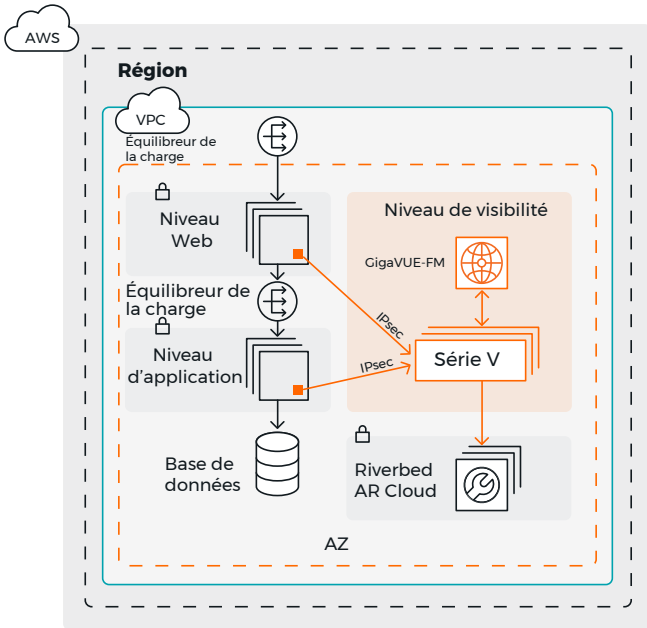 AWS
Région
VPC
Équilibreur de
la charge
Niveau
Web
Niveau de visibilité
GigaVUE-FM
Équilibreur de
la charge
IPsec
Niveau
d’application
IPsec
Série V
Base de
données
Riverbed
AR Cloud
AZ